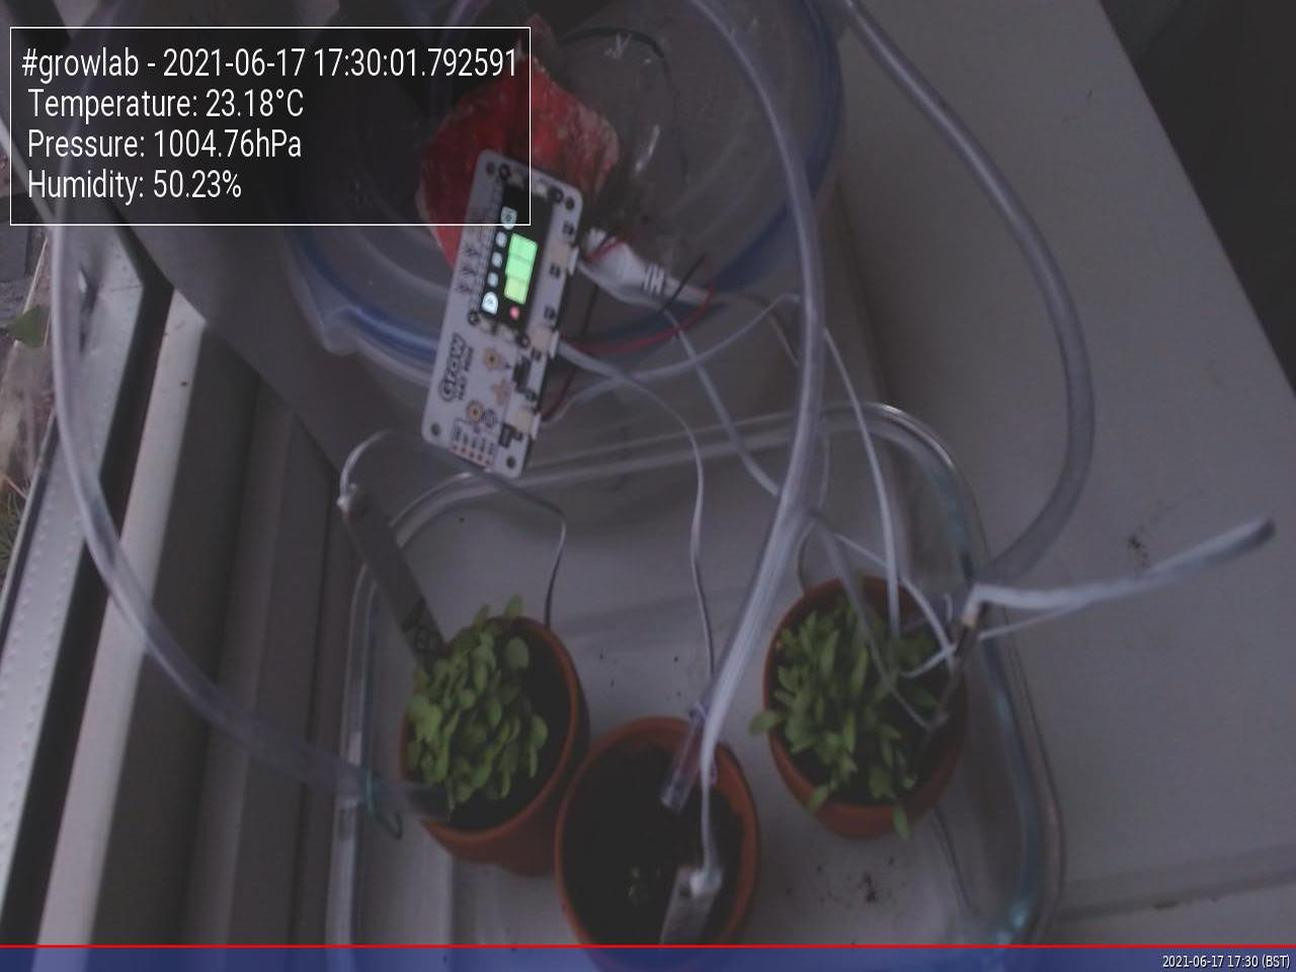 #growlab - 2021-06-17 17:30:01.792591
Temperature: 23.18°C
Pressure: 1004.76hPa
Humidity: 50.23%
Grow
2021-06-17 17:30 (BST)